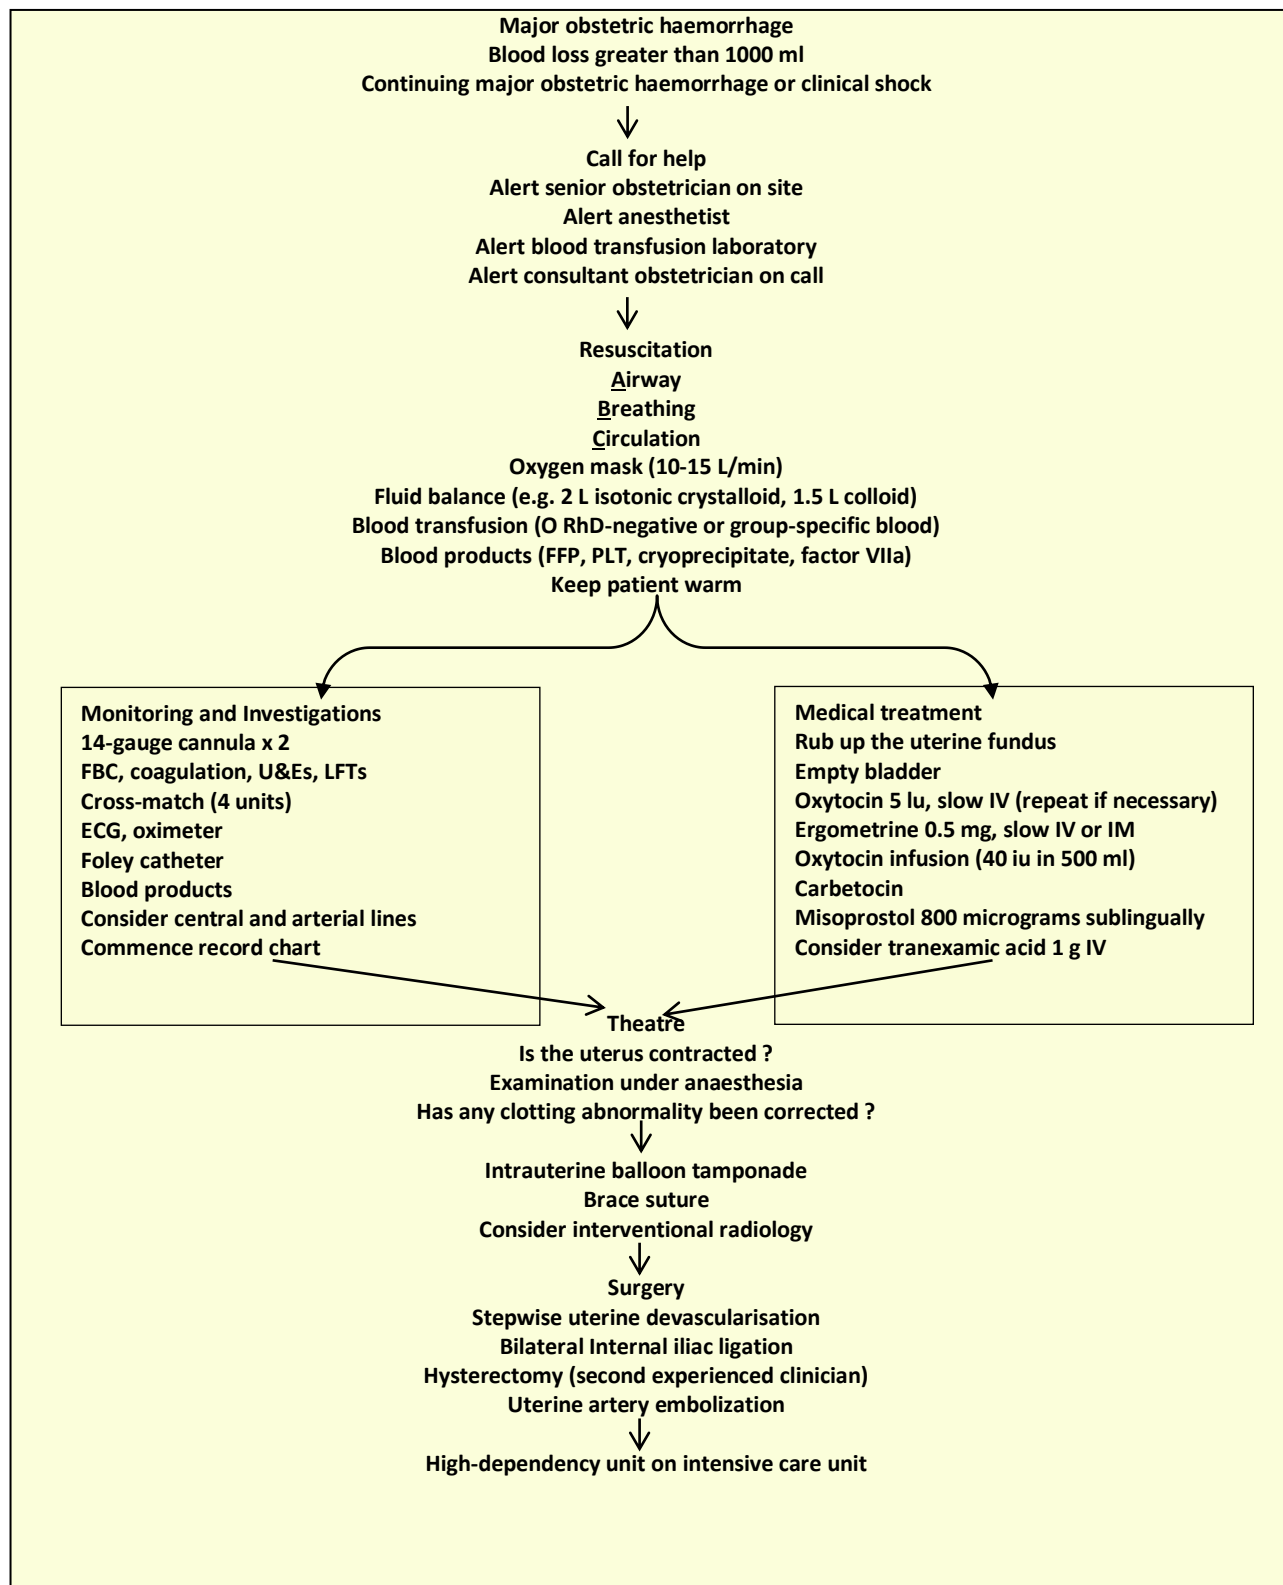 Major obstetric haemorrhage
Blood loss greater than 1000 ml
Continuing major obstetric haemorrhage or clinical shock
Call for help
Alert senior obstetrician on site
Alert anesthetist
Alert blood transfusion laboratory
Alert consultant obstetrician on call
Resuscitation
Airway
Breathing
Circulation
Oxygen mask (10-15 L/min)
Fluid balance (e.g. 2 L isotonic crystalloid, 1.5 L colloid)
Blood transfusion (O RhD-negative or group-specific blood)
Blood products (FFP, PLT, cryoprecipitate, factor VIIa)
Keep patient warm
Monitoring and Investigations
14-gauge cannula x 2
FBC, coagulation, U&Es, LFTs
Cross-match (4 units)
ECG, oximeter
Foley catheter
Blood products
Consider central and arterial lines
Commence record chart
Medical treatment
Rub up the uterine fundus
Empty bladder
Oxytocin 5 lu, slow IV (repeat if necessary)
Ergometrine 0.5 mg, slow IV or IM
Oxytocin infusion (40 iu in 500 ml)
Carbetocin
Misoprostol 800 micrograms sublingually
Consider tranexamic acid 1 g IV
Theatre
Is the uterus contracted ?
Examination under anaesthesia
Has any clotting abnormality been corrected ?
Intrauterine balloon tamponade
Brace suture
Consider interventional radiology
Surgery
Stepwise uterine devascularisation
Bilateral Internal iliac ligation
Hysterectomy (second experienced clinician)
Uterine artery embolization
High-dependency unit on intensive care unit